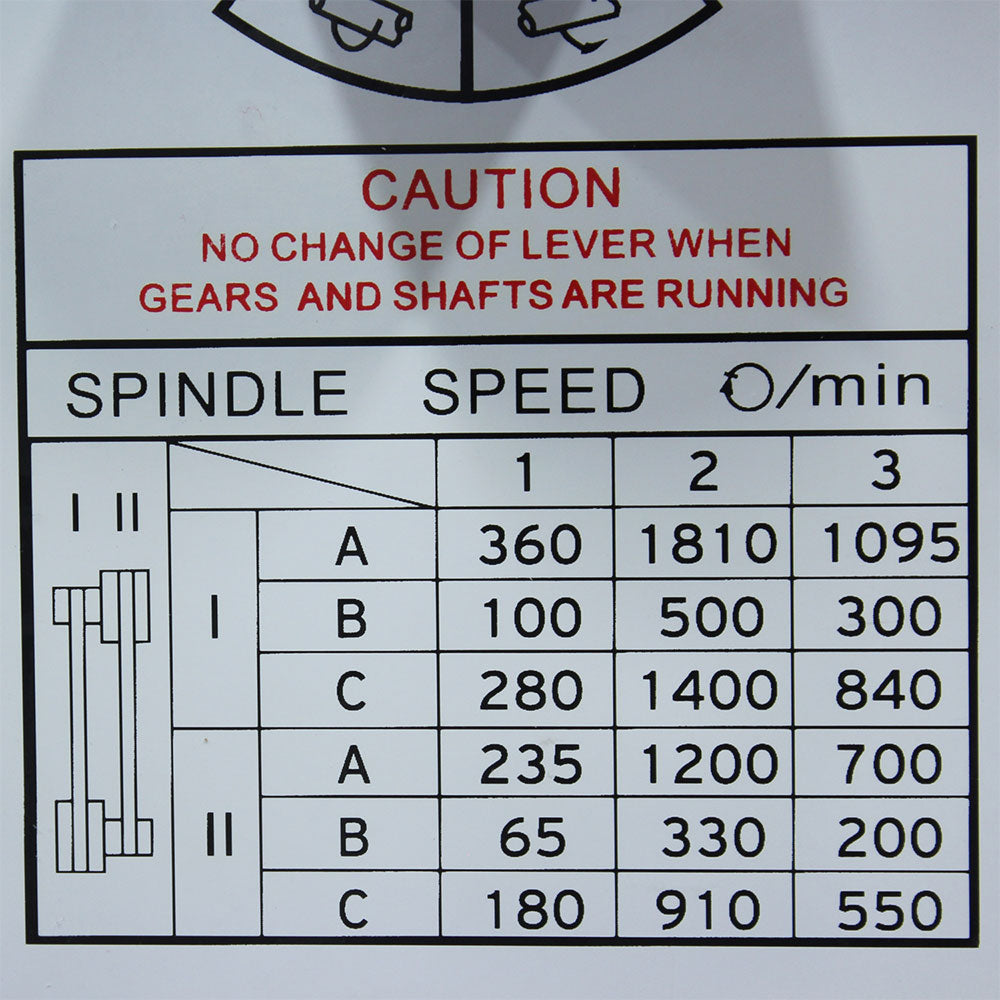 CAUTION
NO CHANGE OF LEVER WHEN
GEARS AND SHAFTS ARE RUNNING
SPINDLE SPEED /min
I II
1 2 3
I
A 360 1810 1095
B 100 500 300
C 280 1400 840
II
A 235 1200 700
B 65 330 200
C 180 910 550